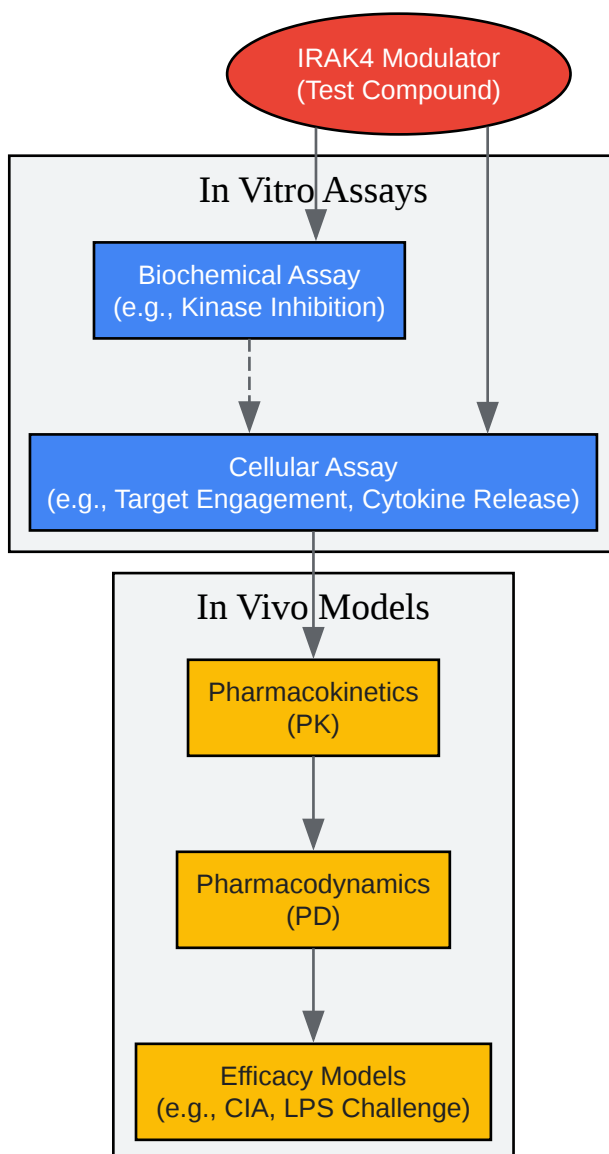 IRAK4 Modulator
(Test Compound)
In Vitro Assays
Biochemical Assay
(e.g., Kinase Inhibition)
Cellular Assay
(e.g., Target Engagement, Cytokine Release)
In Vivo Models
Pharmacokinetics
(PK)
Pharmacodynamics
(PD)
Efficacy Models
(e.g., CIA, LPS Challenge)